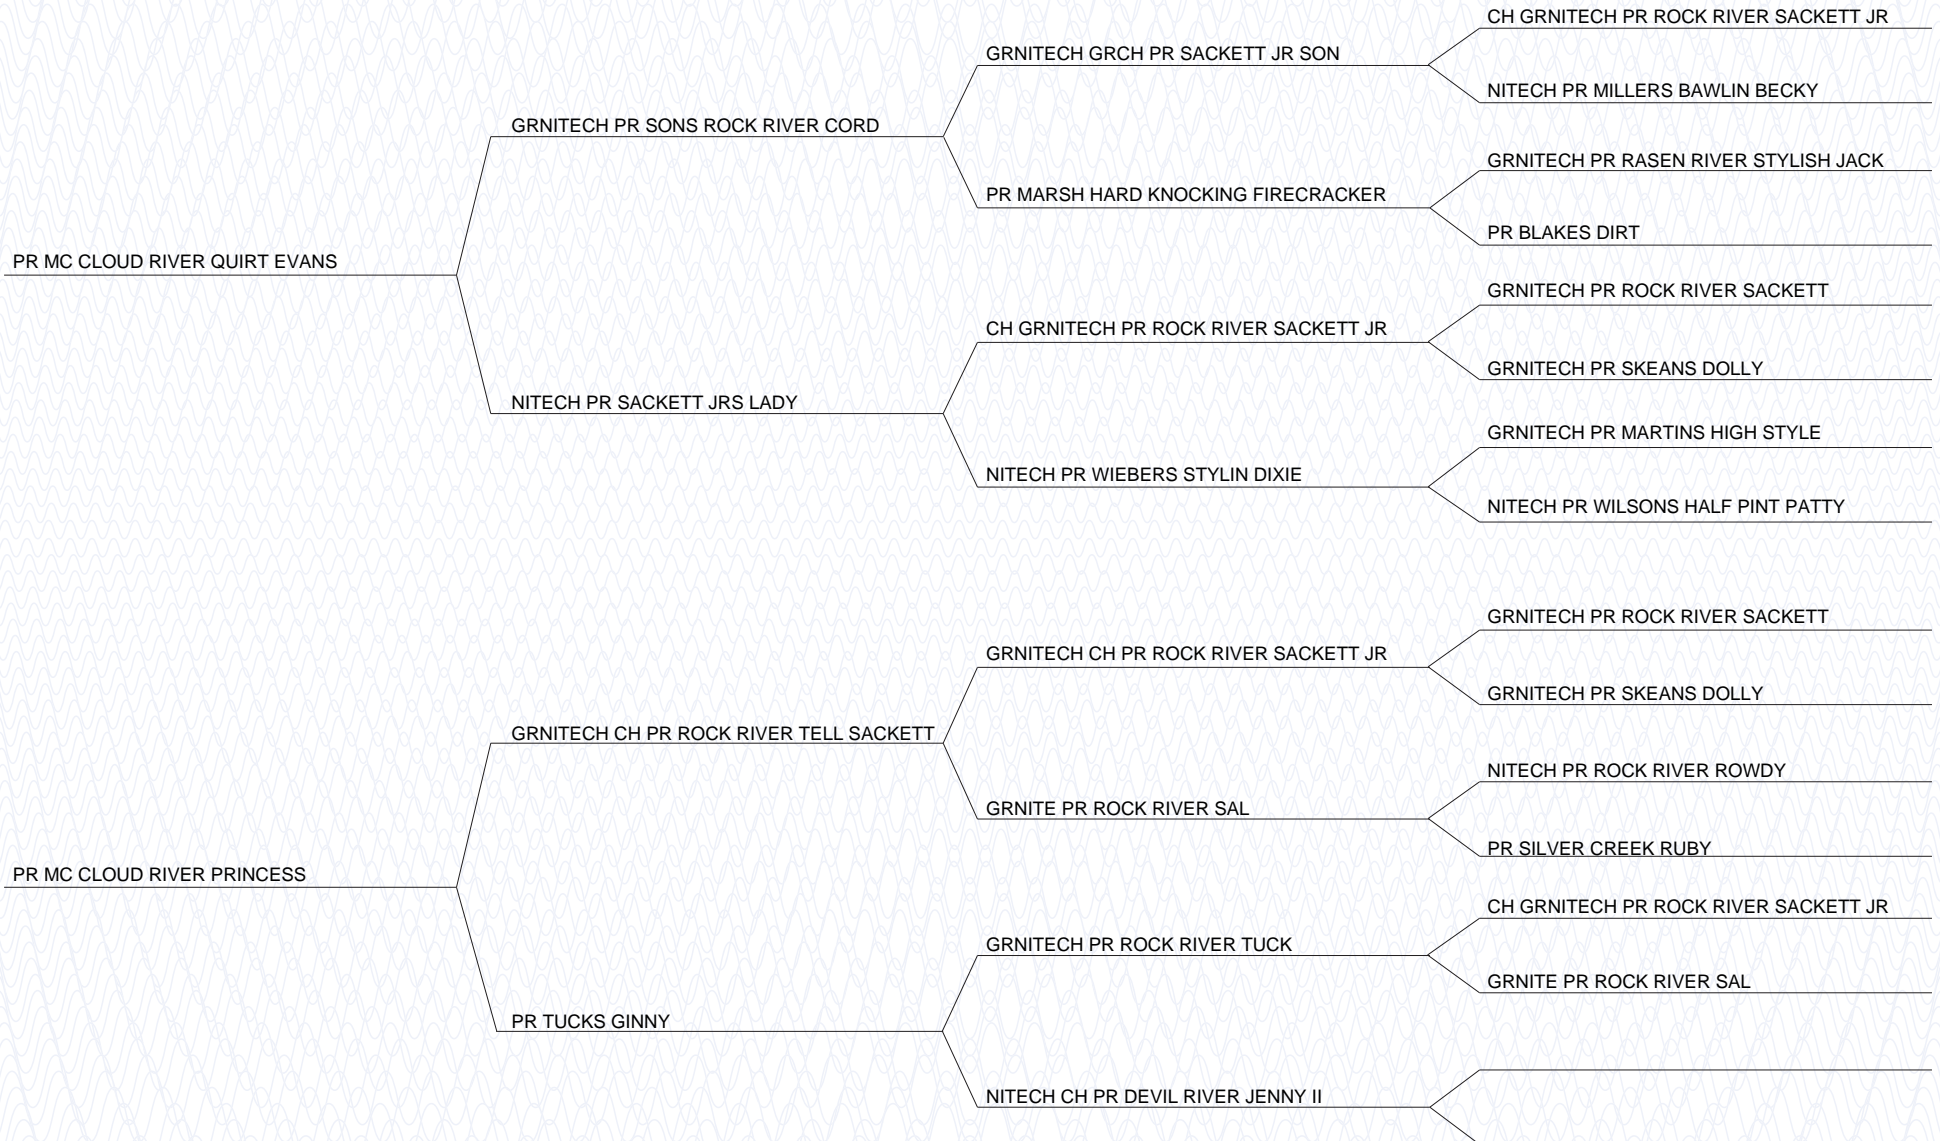 CH GRNITECH PR ROCK RIVER SACKETT JR
GRNITECH GRCH PR SACKETT JR SON
NITECH PR MILLERS BAWLIN BECKY
GRNITECH PR SONS ROCK RIVER CORD
GRNITECH PR RASEN RIVER STYLISH JACK
PR MARSH HARD KNOCKING FIRECRACKER
PR BLAKES DIRT
PR MC CLOUD RIVER QUIRT EVANS
GRNITECH PR ROCK RIVER SACKETT
CH GRNITECH PR ROCK RIVER SACKETT JR
GRNITECH PR SKEANS DOLLY
NITECH PR SACKETT JRS LADY
GRNITECH PR MARTINS HIGH STYLE
NITECH PR WIEBERS STYLIN DIXIE
NITECH PR WILSONS HALF PINT PATTY
GRNITECH PR ROCK RIVER SACKETT
GRNITECH CH PR ROCK RIVER SACKETT JR
GRNITECH PR SKEANS DOLLY
GRNITECH CH PR ROCK RIVER TELL SACKETT
NITECH PR ROCK RIVER ROWDY
GRNITE PR ROCK RIVER SAL
PR SILVER CREEK RUBY
PR MC CLOUD RIVER PRINCESS
CH GRNITECH PR ROCK RIVER SACKETT JR
GRNITECH PR ROCK RIVER TUCK
GRNITE PR ROCK RIVER SAL
PR TUCKS GINNY
NITECH CH PR DEVIL RIVER JENNY II